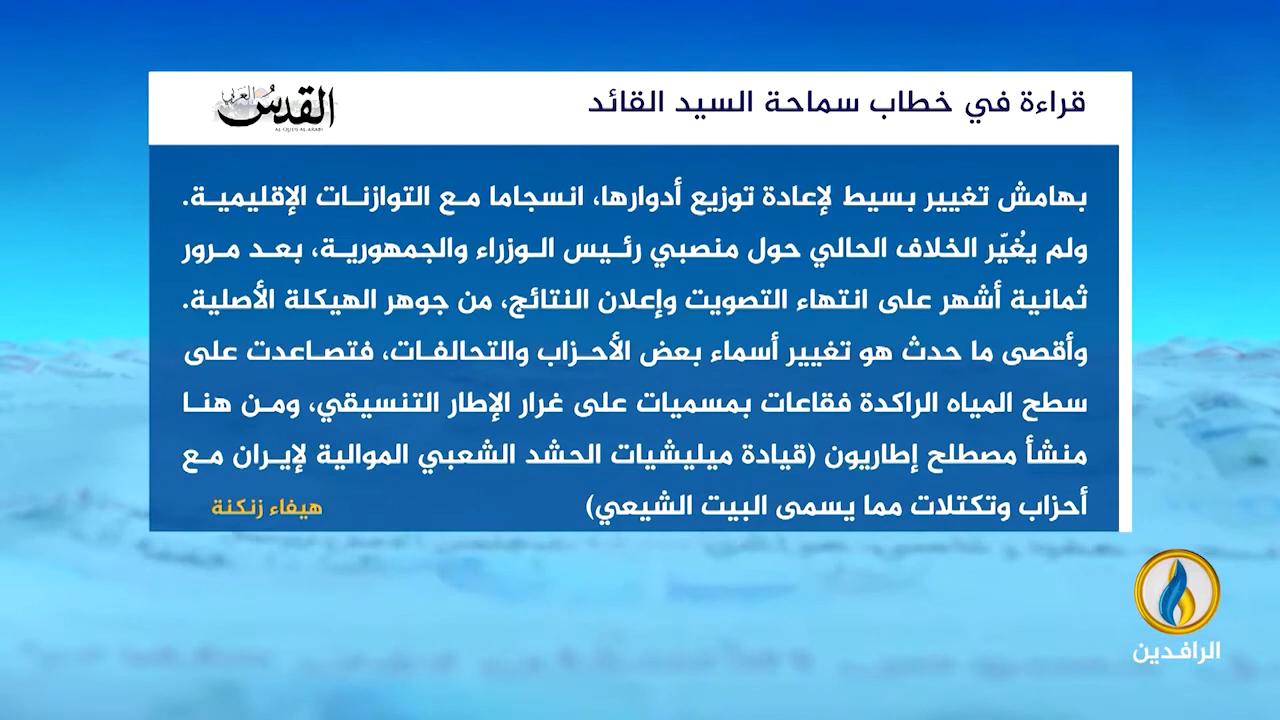 قراءة في خطاب سماحة السيد القائد
القدس العربي
AL-QUDS AL-ARABI
بهامش تغيير بسيط لإعادة توزيع أدوارها، انسجاما مع التوازنات الإقليمية.
ولم يُغيّر الخلاف الحالي حول منصبي رئيس الوزراء والجمهورية، بعد مرور
ثمانية أشهر على انتهاء التصويت وإعلان النتائج، من جوهر الهيكلة الأصلية.
وأقصى ما حدث هو تغيير أسماء بعض الأحزاب والتحالفات، فتصاعدت على
سطح المياه الراكدة فقاعات بمسميات على غرار الإطار التنسيقي، ومن هنا
منشأ مصطلح إطاريون (قيادة ميليشيات الحشد الشعبي الموالية لإيران مع
أحزاب وتكتلات مما يسمى البيت الشيعي)
هيفاء زنكنة
الرافدين